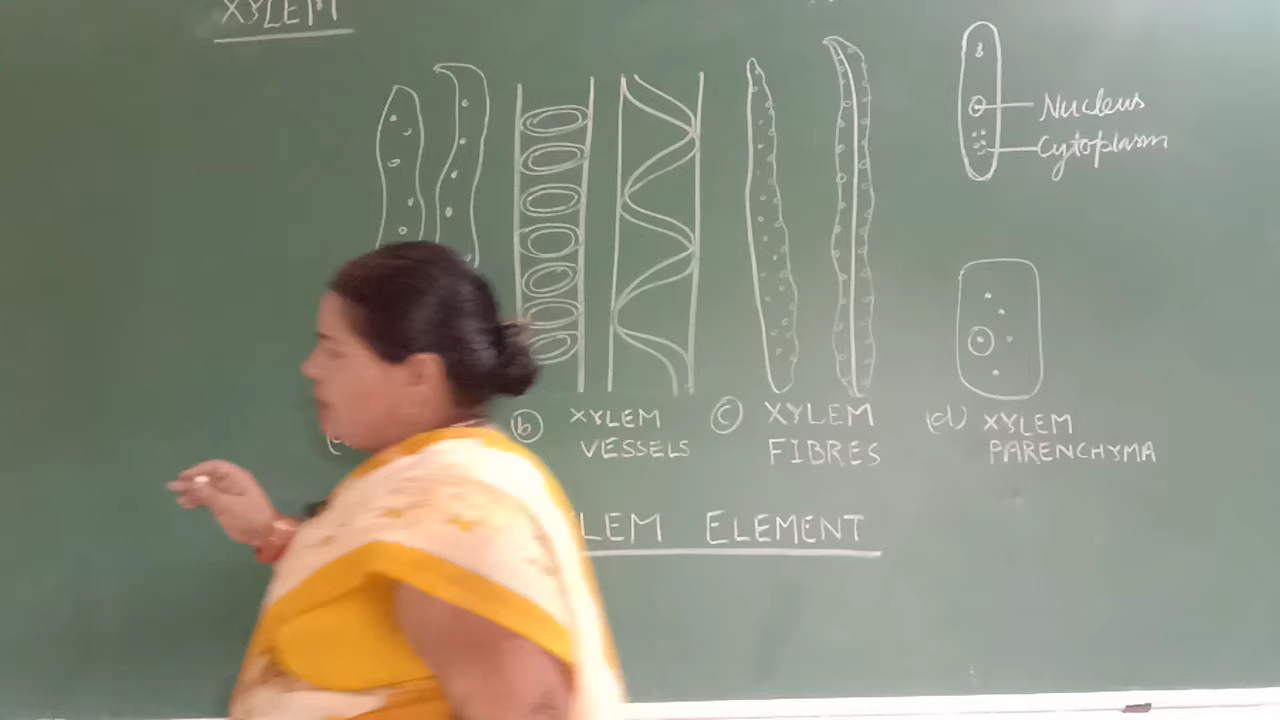 XYLEM
Nucleus
Cytoplasm
(b) XYLEM
VESSELS
(c) XYLEM
FIBRES
(d) XYLEM
PARENCHYMA
LEM ELEMENT